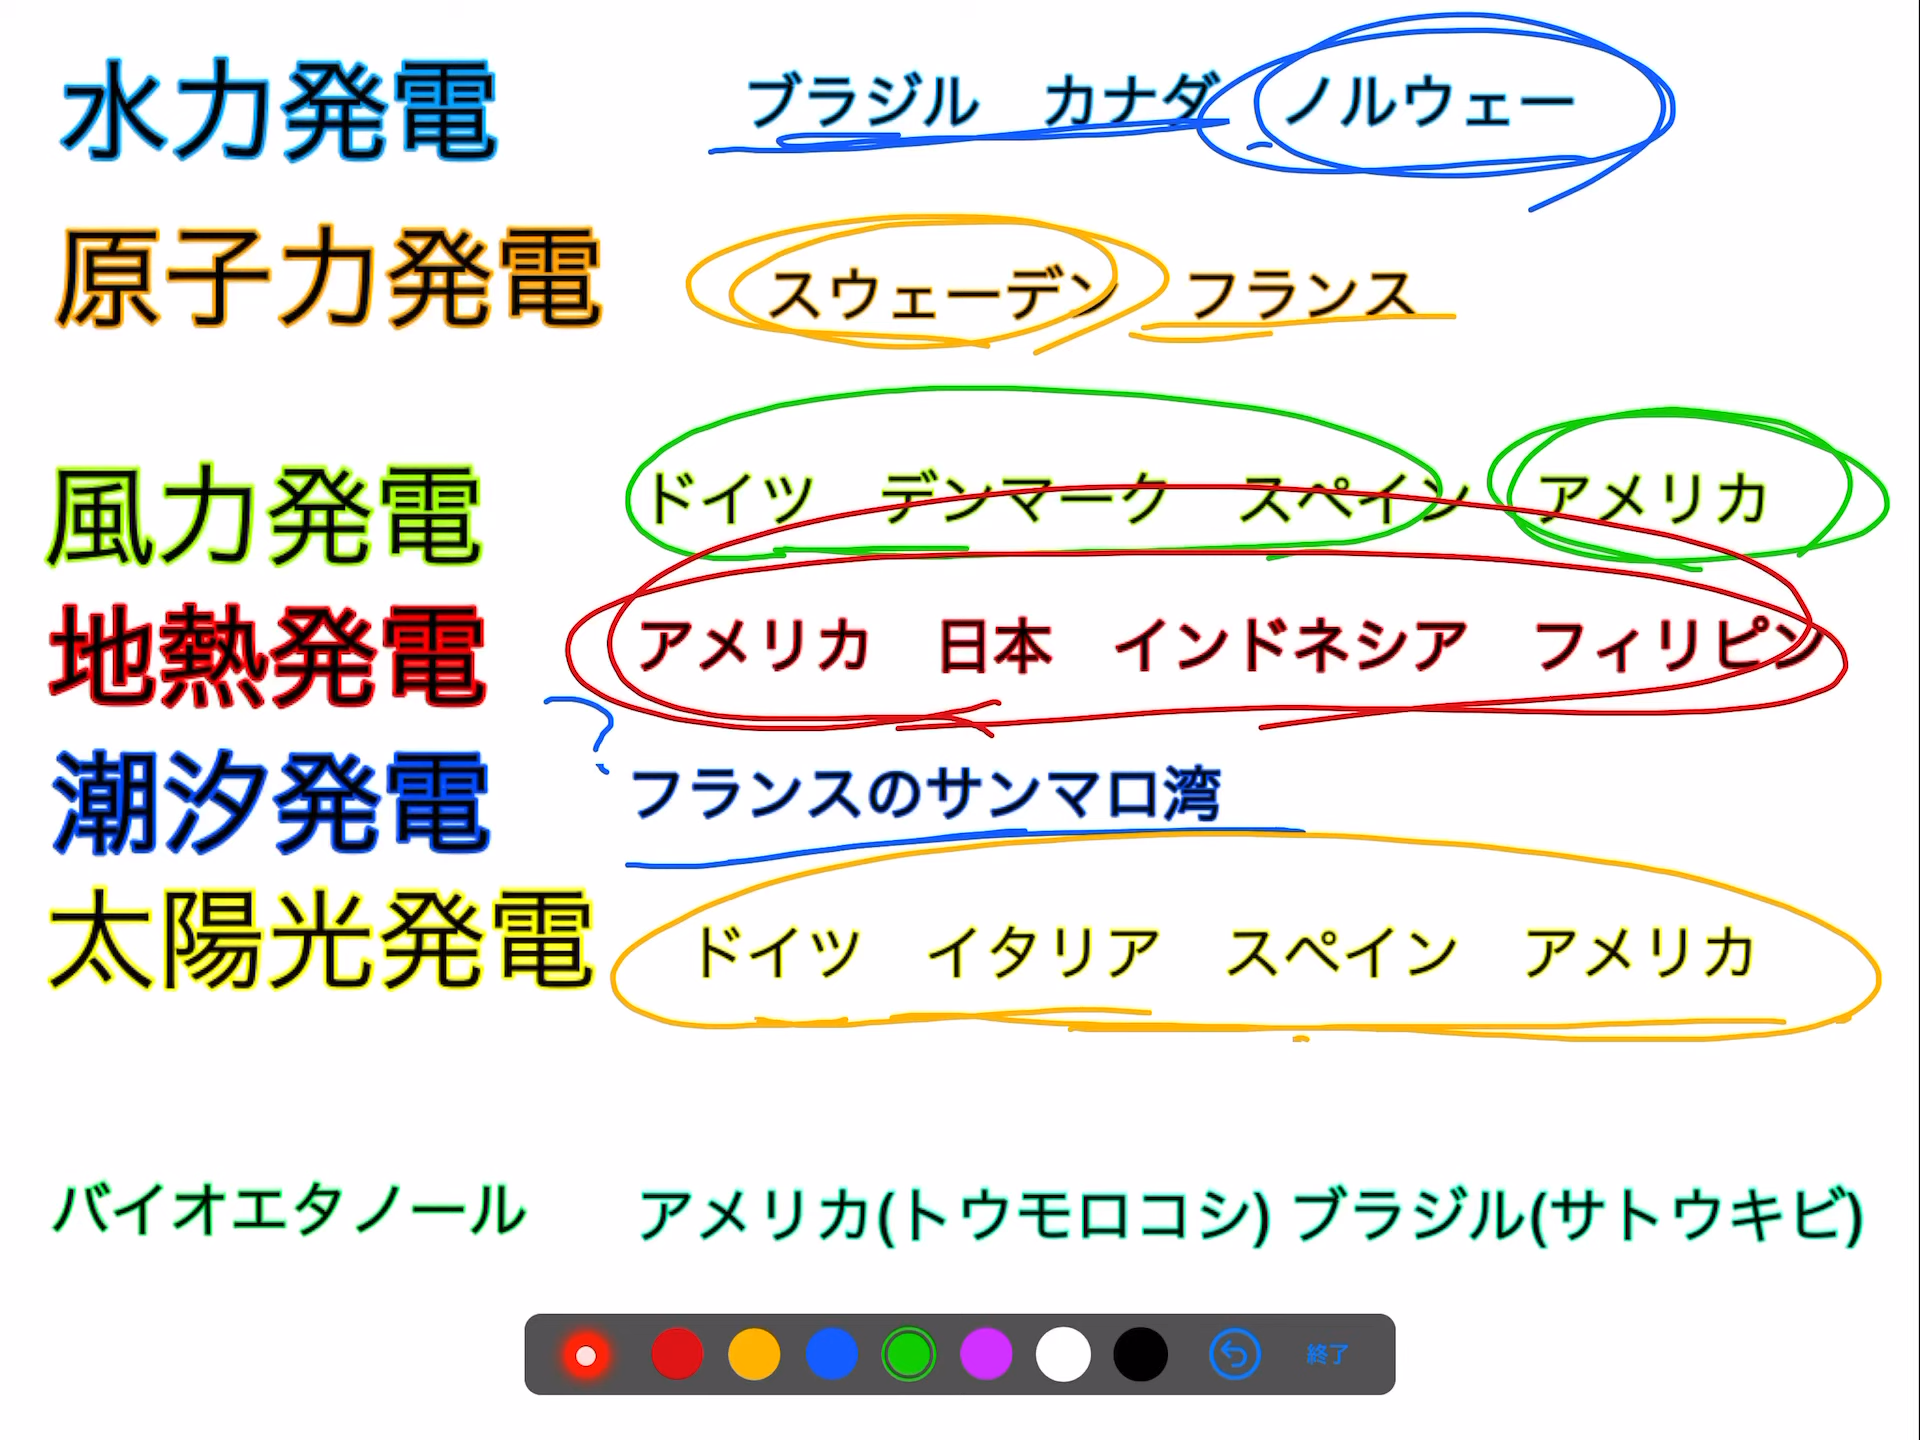 水力発電 ブラジル カナダ ノルウェー
原子力発電 スウェーデン フランス
風力発電 ドイツ デンマーク スペイン アメリカ
地熱発電 アメリカ 日本 インドネシア フィリピン
潮汐発電 フランスのサンマロ湾
太陽光発電 ドイツ イタリア スペイン アメリカ
バイオエタノール アメリカ(トウモロコシ) ブラジル(サトウキビ)
終了